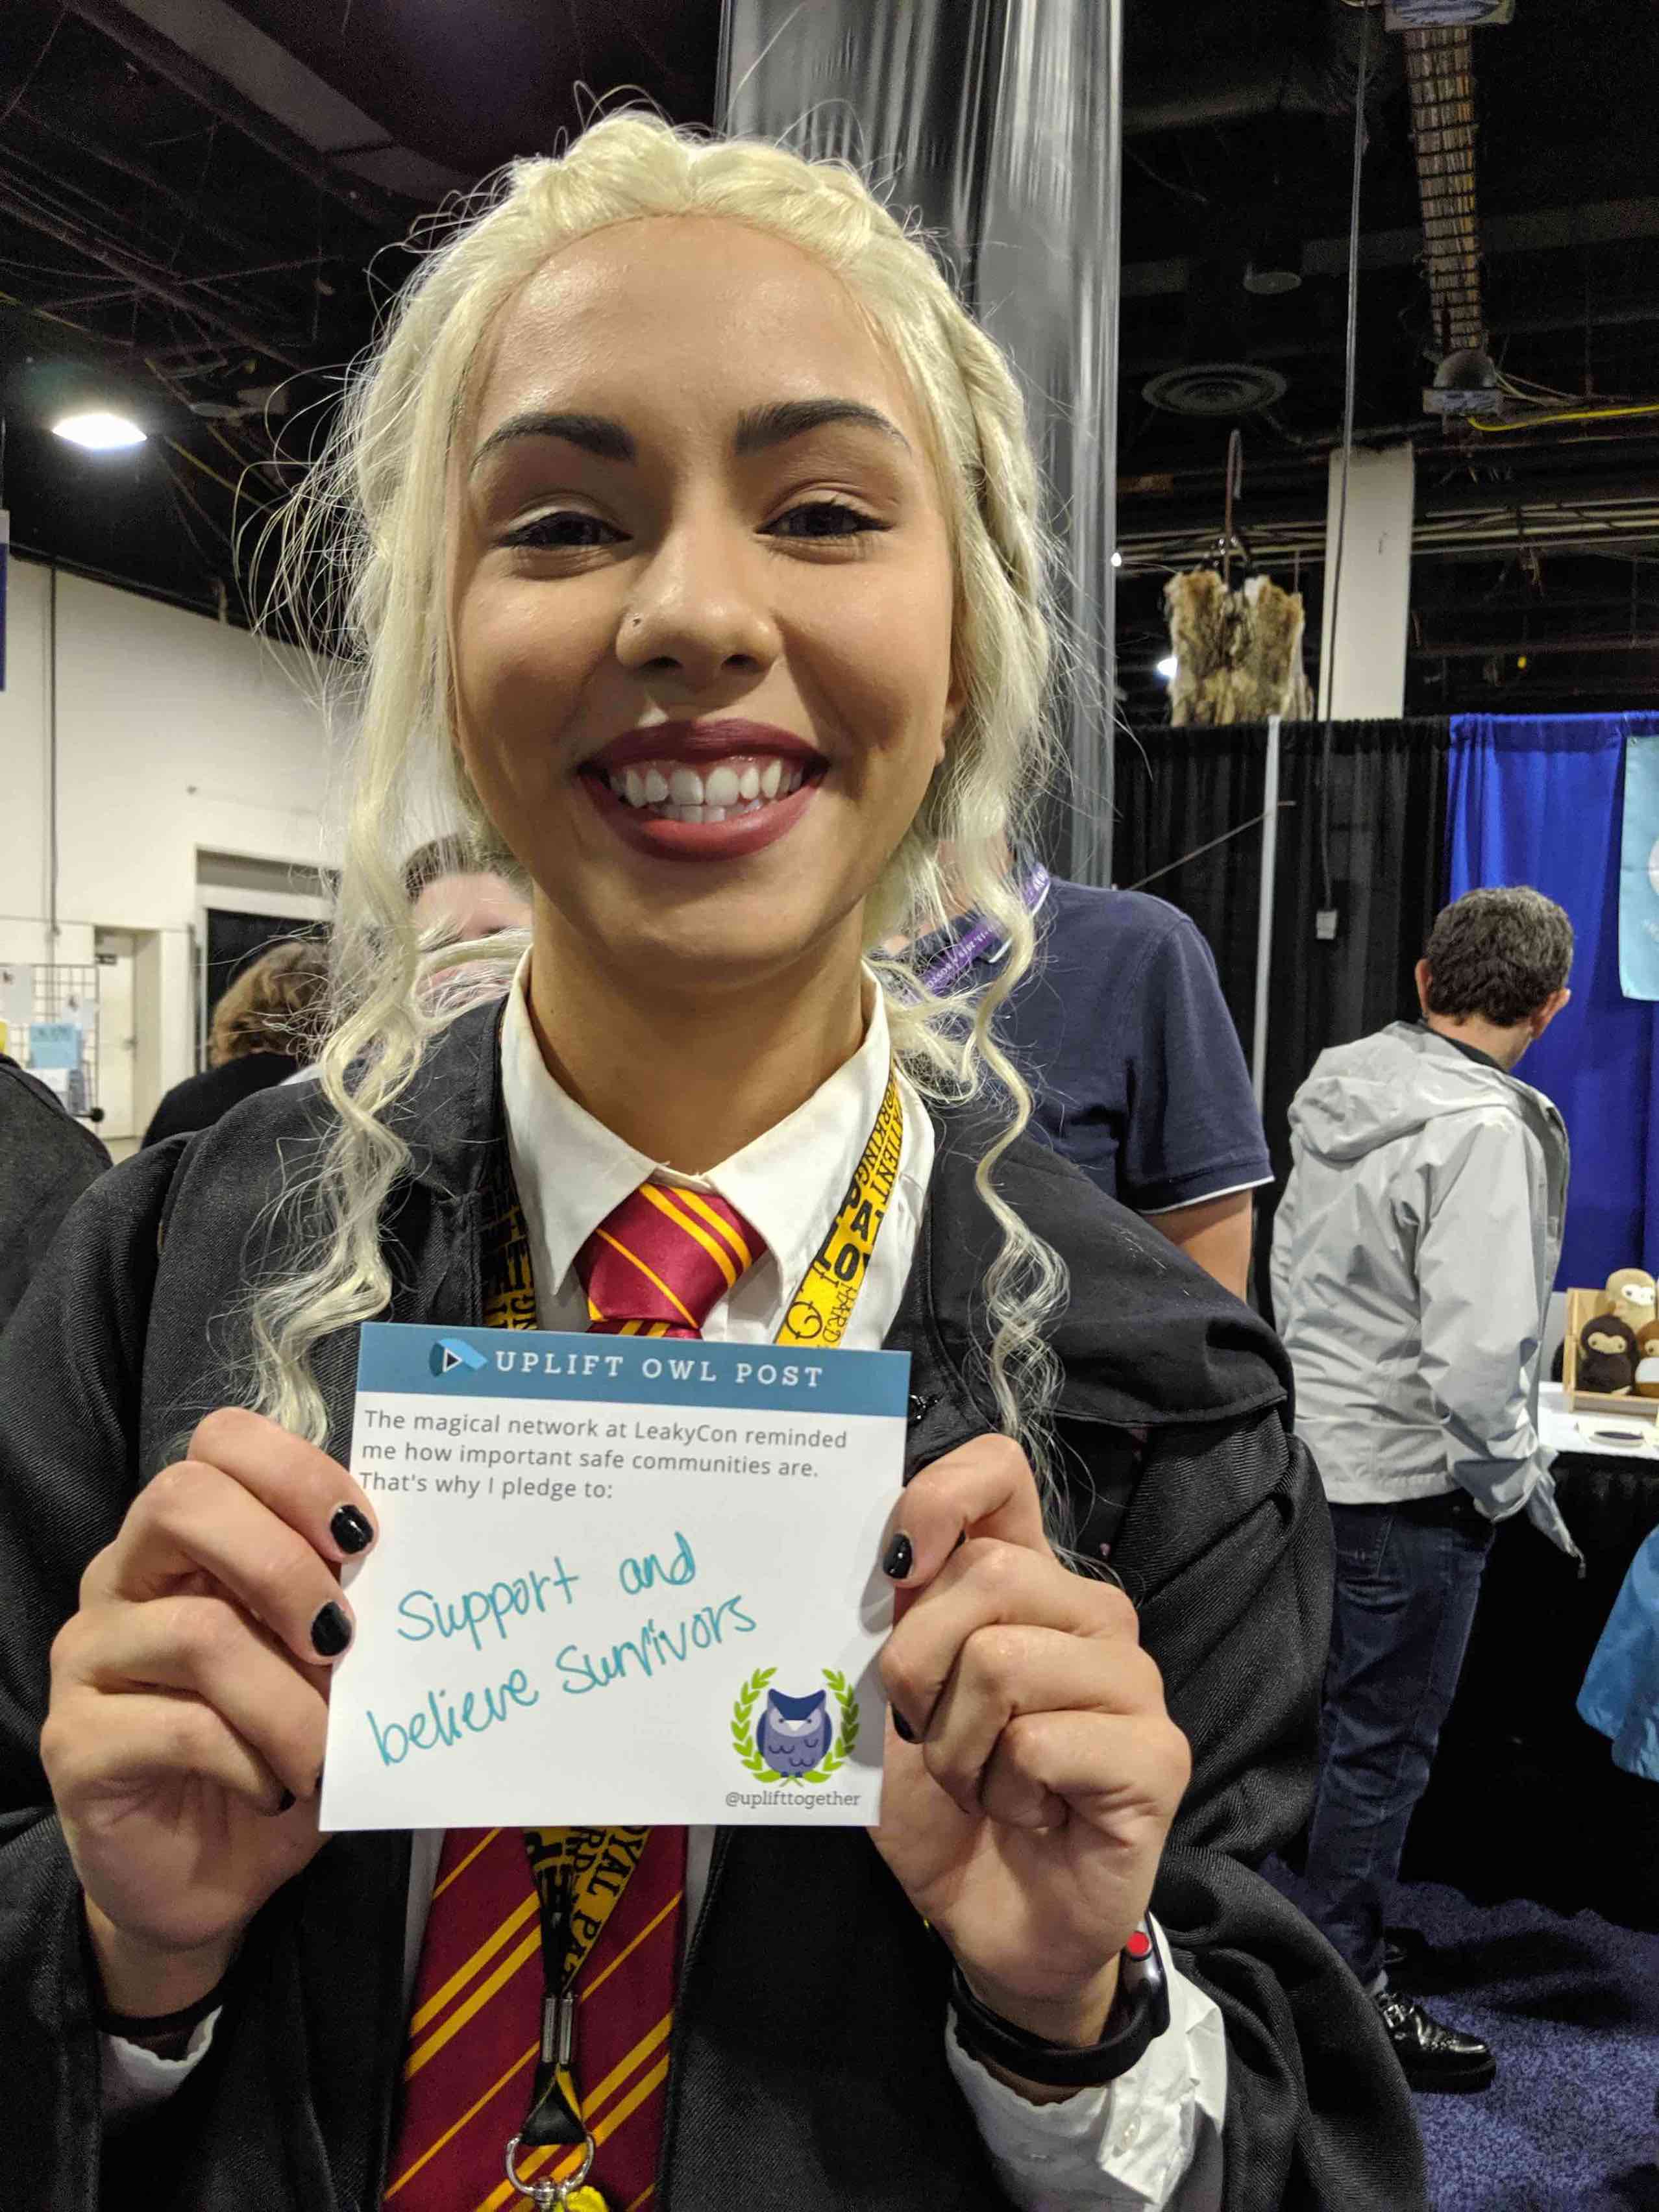 UPLIFT OWL POST
The magical network at LeakyCon reminded
me how important safe communities are.
That's why I pledge to:
Support and
believe survivors
@uplifttogether